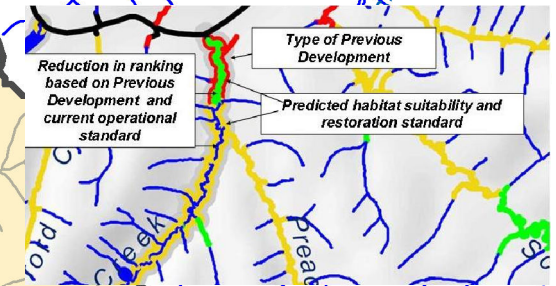 Type of Previous
Development
Reduction in ranking
based on Previous
Development and
current operational
standard
Predicted habitat suitability and
restoration standard
Creek